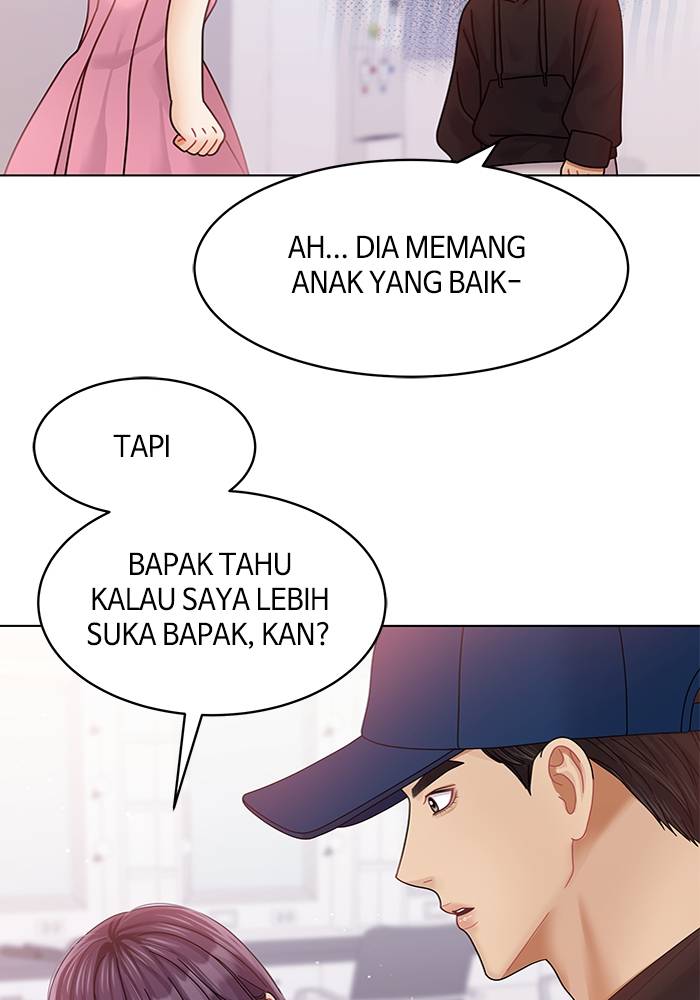 AH... DIA MEMANG
ANAK YANG BAIK-
TAPI
BAPAK TAHU
KALAU SAYA LEBIH
SUKA BAPAK, KAN?